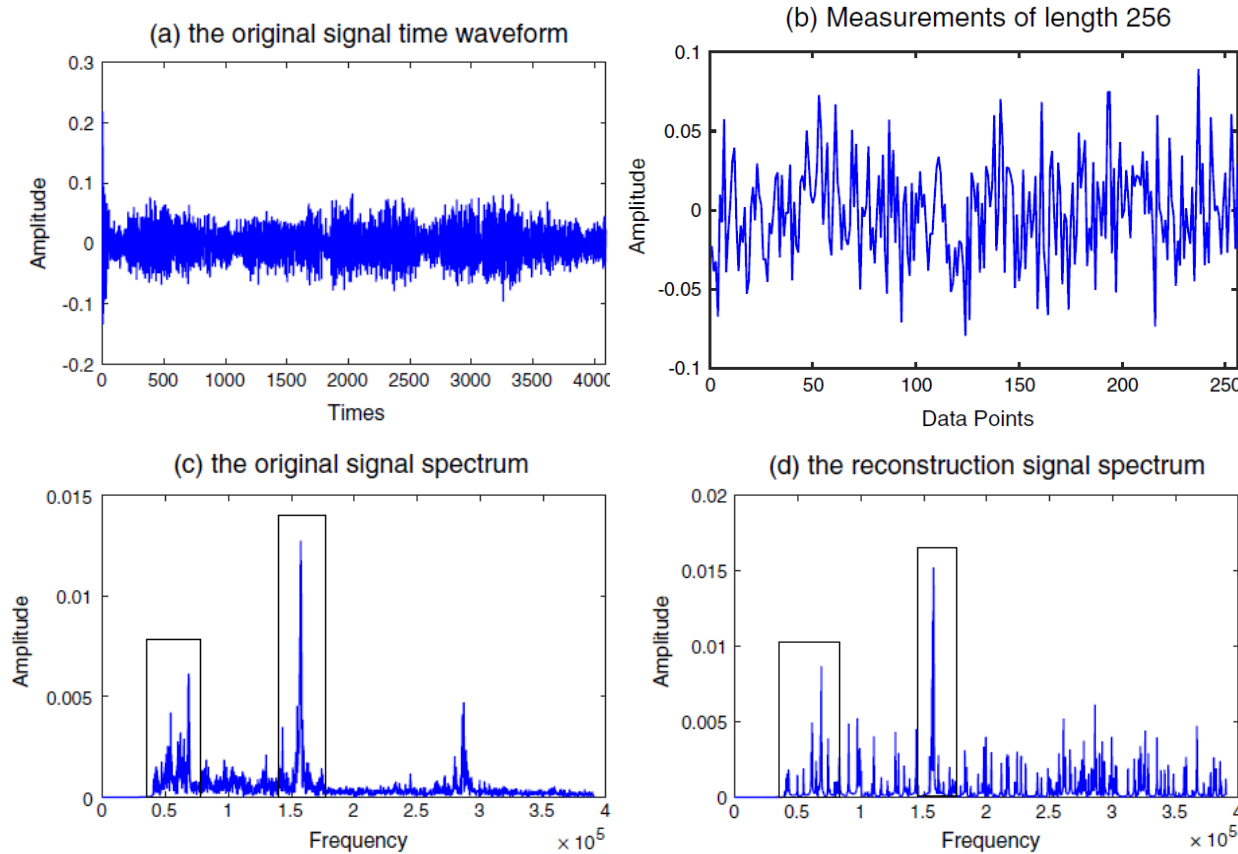 (a) the original signal time waveform
0.3
0.2
0.1
0
-0.1
-0.2
Amplitude
0 500 1000 1500 2000 2500 3000 3500 4000
Times
(b) Measurements of length 256
0.1
0.05
0
-0.05
-0.1
Amplitude
0 50 100 150 200 250
Data Points
(c) the original signal spectrum
0.015
0.01
0.005
0
Amplitude
0 0.5 1 1.5 2 2.5 3 3.5 4
Frequency × 10⁵
(d) the reconstruction signal spectrum
0.02
0.015
0.01
0.005
0
Amplitude
0 0.5 1 1.5 2 2.5 3 3.5 4
Frequency × 10⁵